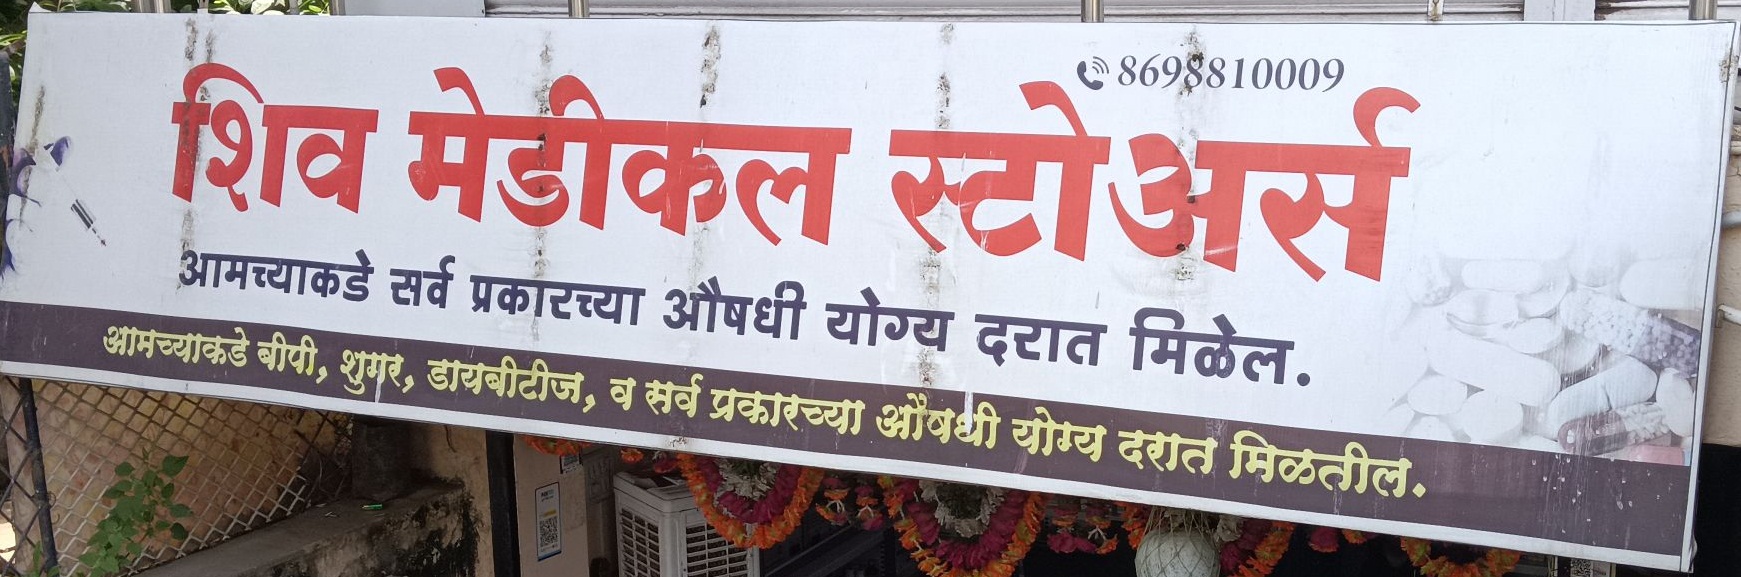 8698810009
शिव मेडीकल स्टोअर्स
आमच्याकडे सर्व प्रकारच्या औषधी योग्य दरात मिळेल.
आमच्याकडे बीपी, शुगर, डायबीटीज, व सर्व प्रकारच्या औषधी योग्य दरात मिळतील.